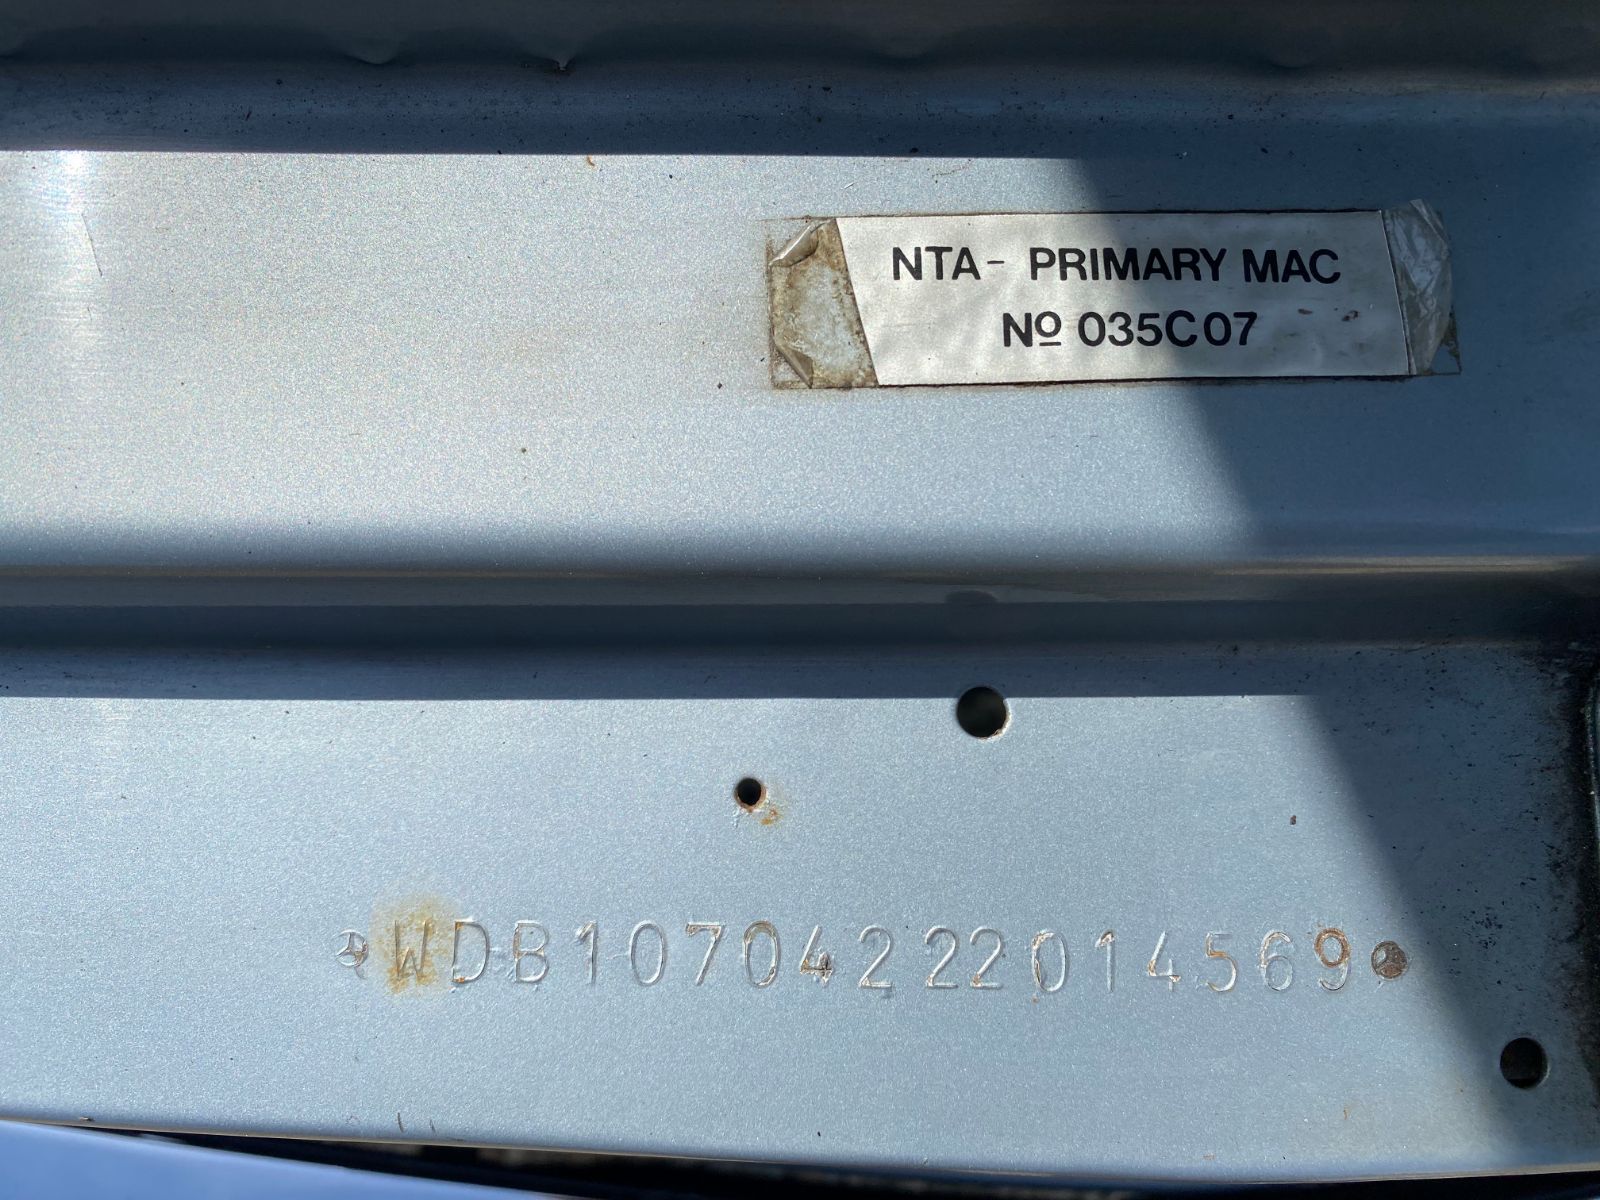 NTA- PRIMARY MAC
Nº 035C07
WDB10704222014569